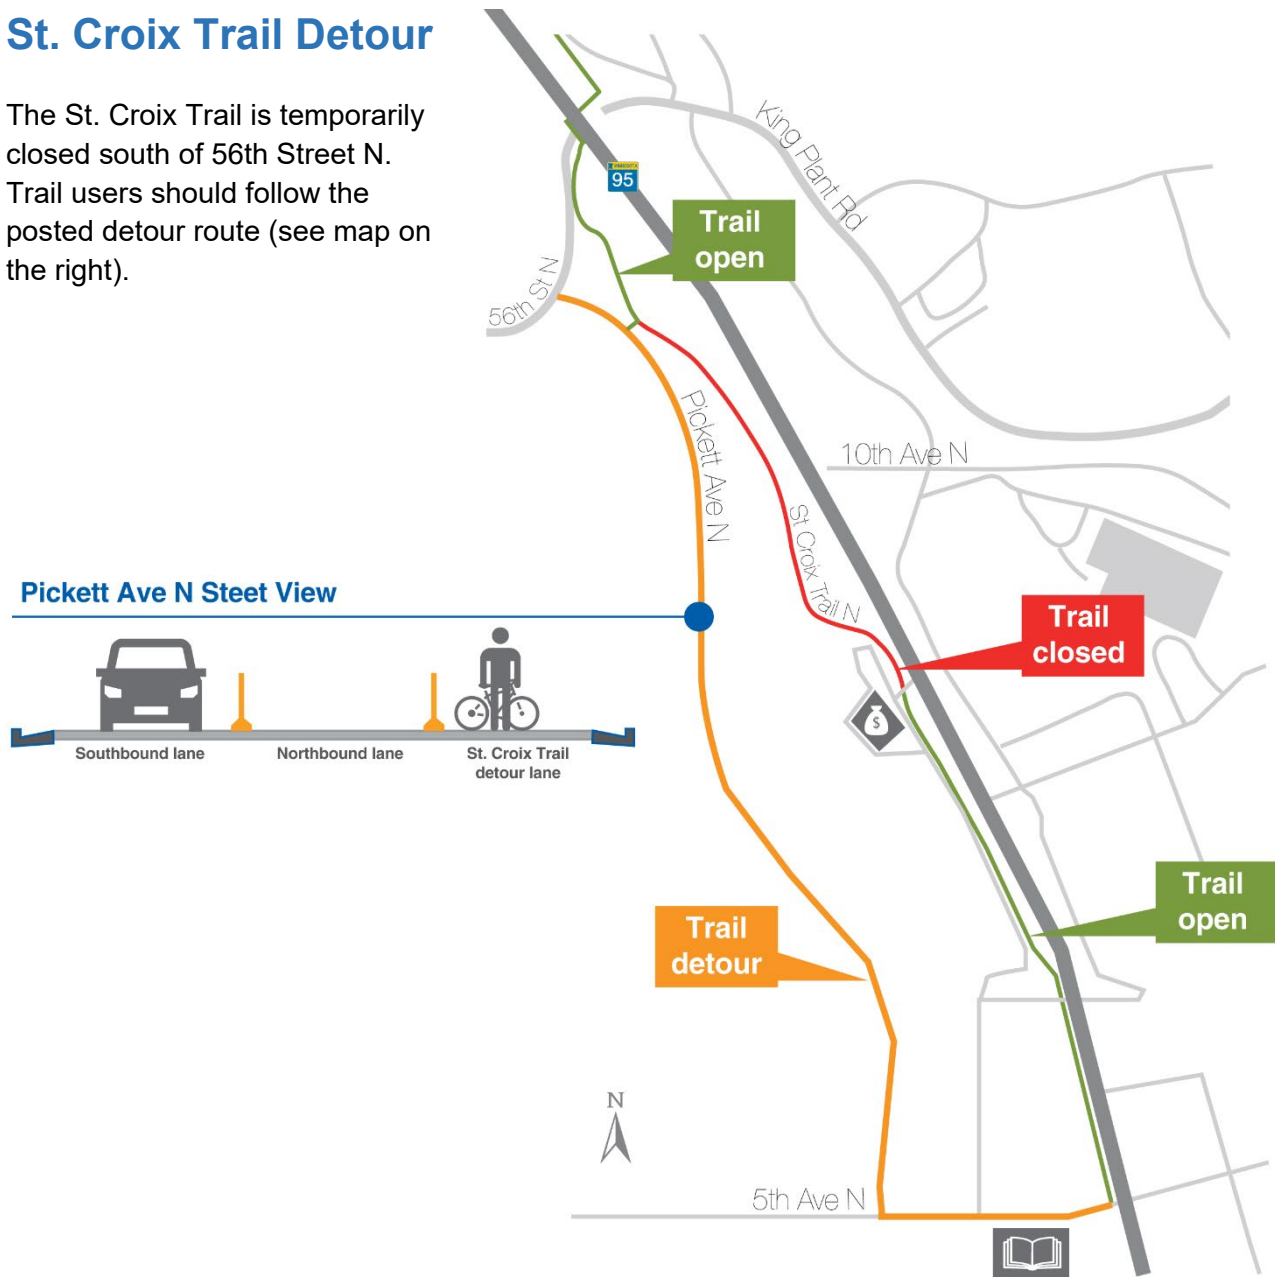 St. Croix Trail Detour
The St. Croix Trail is temporarily
closed south of 56th Street N.
Trail users should follow the
posted detour route (see map on
the right).
King Plant Rd
MINNESOTA
95
Trail
open
56th St N
Pickett Ave N
10th Ave N
St Croix Trail N
Pickett Ave N Steet View
Trail
closed
$
Southbound lane
Northbound lane
St. Croix Trail
detour lane
Trail
open
Trail
detour
N
5th Ave N